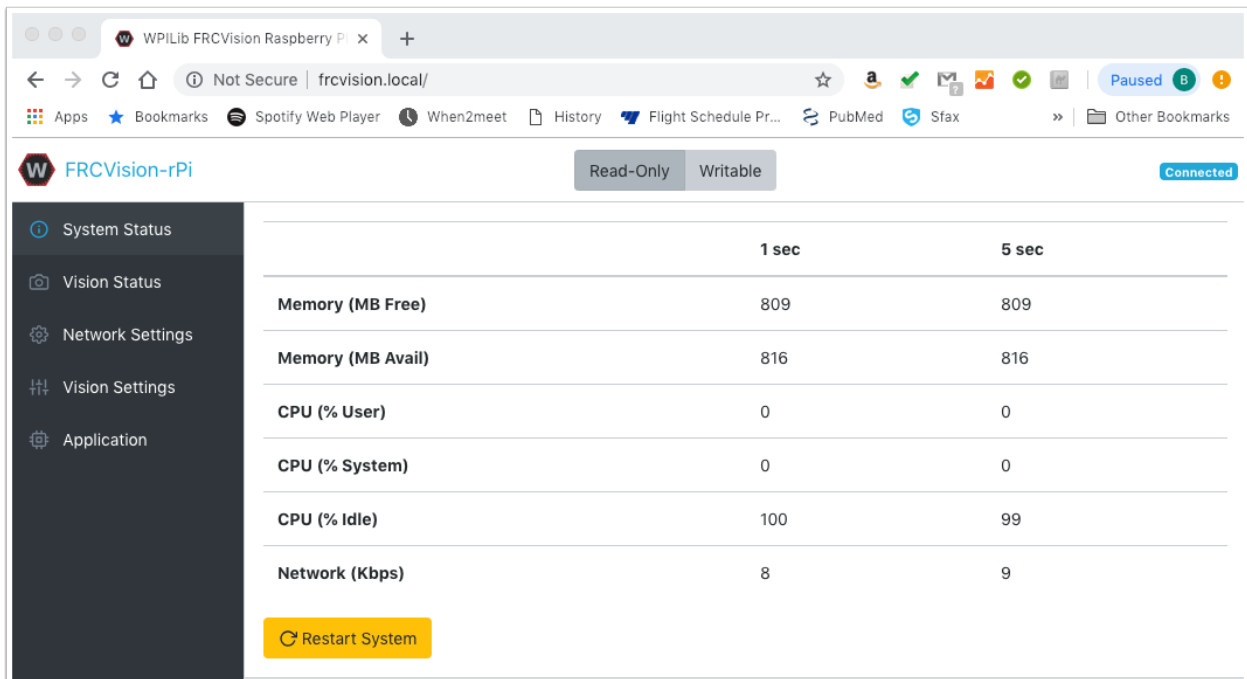 WPILib FRCVision Raspberry P
Not Secure | frcvision.local/
Paused B
Apps Bookmarks Spotify Web Player When2meet History Flight Schedule Pr... PubMed Sfax » Other Bookmarks
W FRCVision-rPi Read-Only Writable Connected
System Status
Vision Status
Network Settings
Vision Settings
Application
1 sec 5 sec
Memory (MB Free) 809 809
Memory (MB Avail) 816 816
CPU (% User) 0 0
CPU (% System) 0 0
CPU (% Idle) 100 99
Network (Kbps) 8 9
Restart System